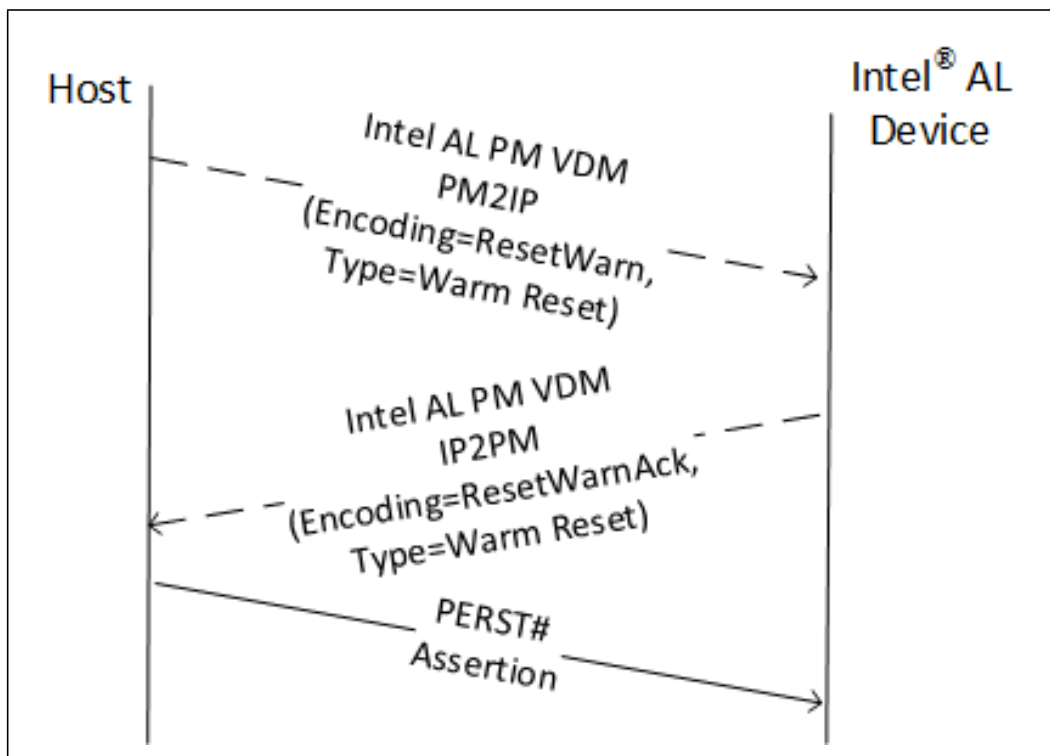 Host
Intel® AL
Device
Intel AL PM VDM
PM2IP
(Encoding=ResetWarn,
Type=Warm Reset)
Intel AL PM VDM
IP2PM
(Encoding=ResetWarnAck,
Type=Warm Reset)
PERST#
Assertion